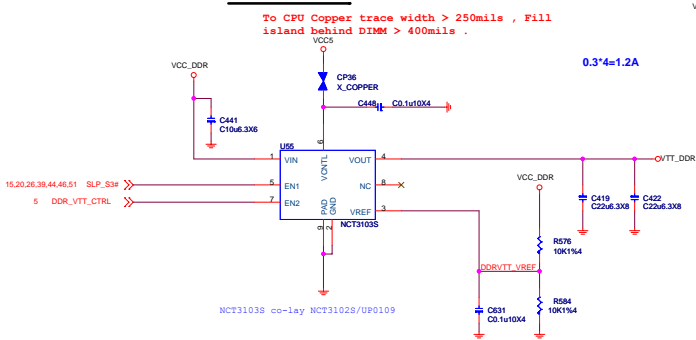 V
To CPU Copper trace width > 250mils , Fill
island behind DIMM > 400mils .
VCC5
VCC_DDR
CP36
X_COPPER
0.3*4=1.2A
C448
C0.1u10X4
C441
C10u6.3X6
U55
6
1
VIN
VCNTL
VOUT
4
VTT_DDR
15,20,26,39,44,46,51
SLP_S3#
5
EN1
NC
8
VCC_DDR
5
DDR_VTT_CTRL
7
EN2
PAD
GND
VREF
3
C419
C22u6.3X8
C422
C22u6.3X8
9
2
NCT3103S
R576
10K1%4
DDRVTT_VREF
R584
10K1%4
C631
C0.1u10X4
NCT3103S co-lay NCT3102S/UP0109